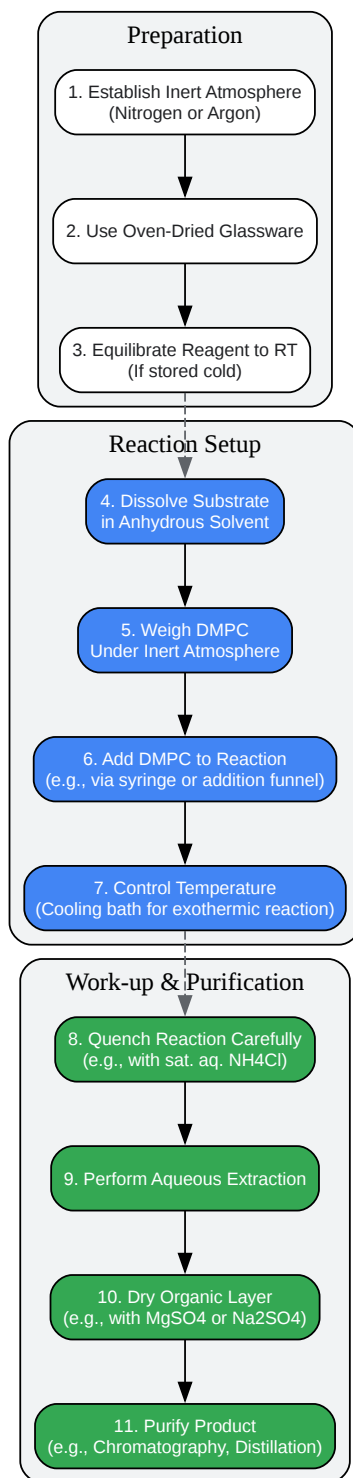 Preparation
1. Establish Inert Atmosphere
(Nitrogen or Argon)
2. Use Oven-Dried Glassware
3. Equilibrate Reagent to RT
(If stored cold)
Reaction Setup
4. Dissolve Substrate
in Anhydrous Solvent
5. Weigh DMPC
Under Inert Atmosphere
6. Add DMPC to Reaction
(e.g., via syringe or addition funnel)
7. Control Temperature
(Cooling bath for exothermic reaction)
Work-up & Purification
8. Quench Reaction Carefully
(e.g., with sat. aq. NH4Cl)
9. Perform Aqueous Extraction
10. Dry Organic Layer
(e.g., with MgSO4 or Na2SO4)
11. Purify Product
(e.g., Chromatography, Distillation)